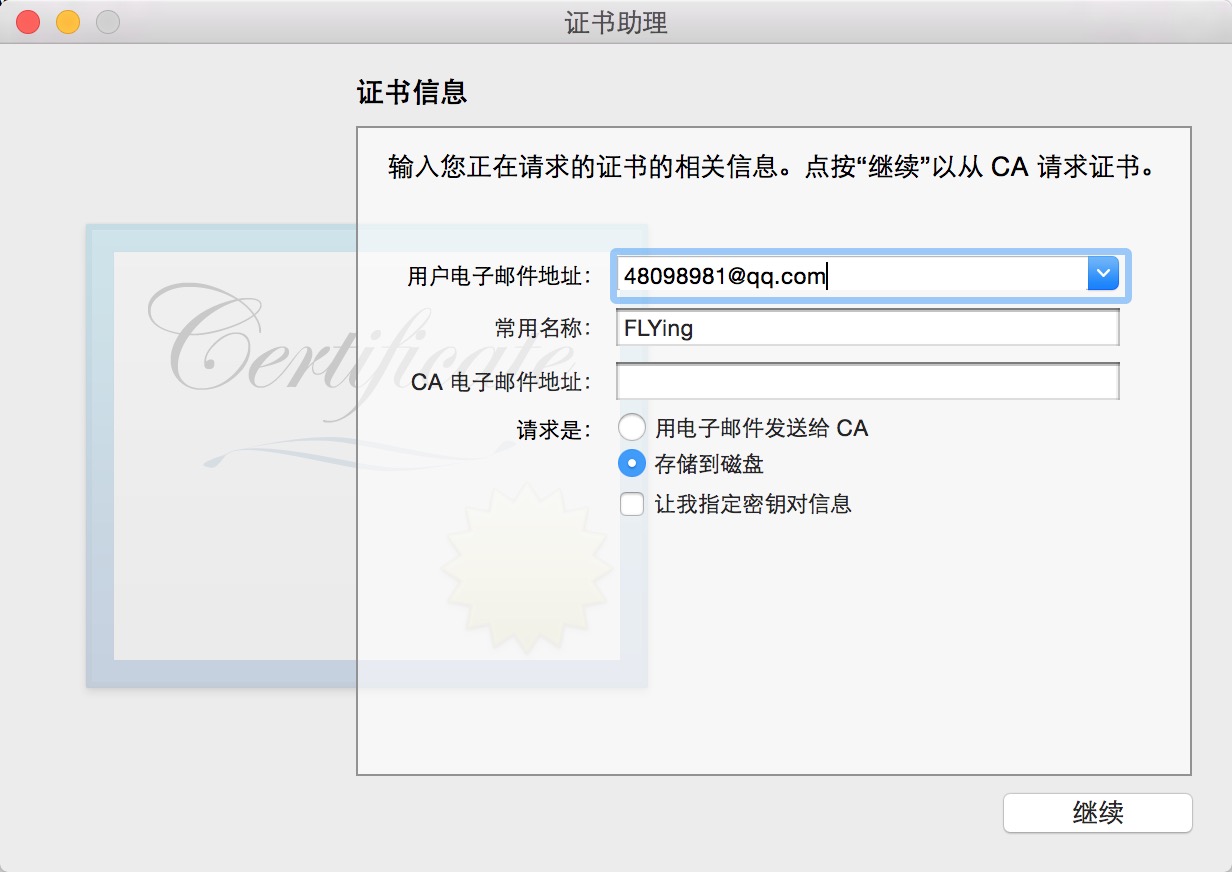 证书助理
证书信息
输入您正在请求的证书的相关信息。点按“继续”以从 CA 请求证书。
Certificate
用户电子邮件地址: 48098981@qq.com
常用名称: FLYing
CA 电子邮件地址:
请求是: 用电子邮件发送给 CA
存储到磁盘
让我指定密钥对信息
继续